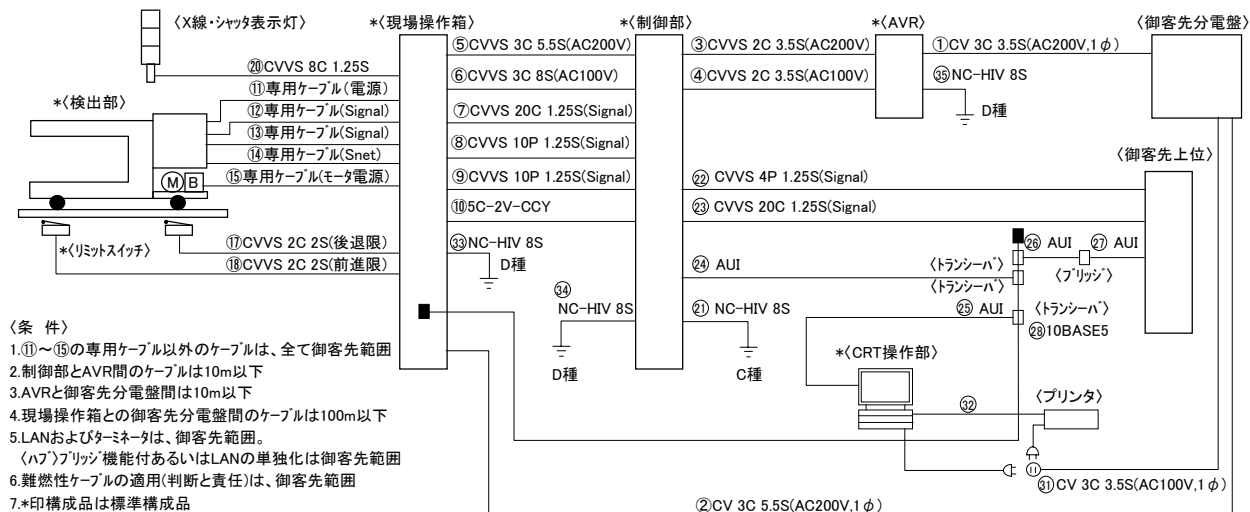 〈X線・シャッタ表示灯〉
*〈現場操作箱〉
*〈制御部〉
*〈AVR〉
〈御客先分電盤〉
⑤CVVS 3C 5.5S(AC200V)
③CVVS 2C 3.5S(AC200V)
①CV 3C 3.5S(AC200V,1φ)
⑳CVVS 8C 1.25S
⑥CVVS 3C 8S(AC100V)
④CVVS 2C 3.5S(AC100V)
㉟NC-HIV 8S
D種
*〈検出部〉
⑪専用ケーブル(電源)
⑫専用ケーブル(Signal)
⑬専用ケーブル(Signal)
⑭専用ケーブル(Snet)
⑮専用ケーブル(モータ電源)
M
B
⑦CVVS 20C 1.25S(Signal)
⑧CVVS 10P 1.25S(Signal)
⑨CVVS 10P 1.25S(Signal)
⑩5C-2V-CCY
〈御客先上位〉
㉒ CVVS 4P 1.25S(Signal)
㉓ CVVS 20C 1.25S(Signal)
*〈リミットスイッチ〉
⑰CVVS 2C 2S(後退限)
⑱CVVS 2C 2S(前進限)
㉝NC-HIV 8S
D種
㉔ AUI
〈トランシーバ〉
〈トランシーバ〉
㉖ AUI
㉗ AUI
〈ブリッジ〉
㉞
NC-HIV 8S
D種
㉑ NC-HIV 8S
C種
㉕ AUI
〈トランシーバ〉
㉘10BASE5
*〈CRT操作部〉
㉜
〈プリンタ〉
㉛CV 3C 3.5S(AC100V,1φ)
②CV 3C 5.5S(AC200V,1φ)
〈条 件〉
1.⑪～⑮の専用ケーブル以外のケーブルは、全て御客先範囲
2.制御部とAVR間のケーブルは10m以下
3.AVRと御客先分電盤間は10m以下
4.現場操作箱との御客先分電盤間のケーブルは100m以下
5.LANおよびターミネータは、御客先範囲。
〈ハブ〉ブリッジ機能付あるいはLANの単独化は御客先範囲
6.難燃性ケーブルの適用(判断と責任)は、御客先範囲
7.*印構成品は標準構成品